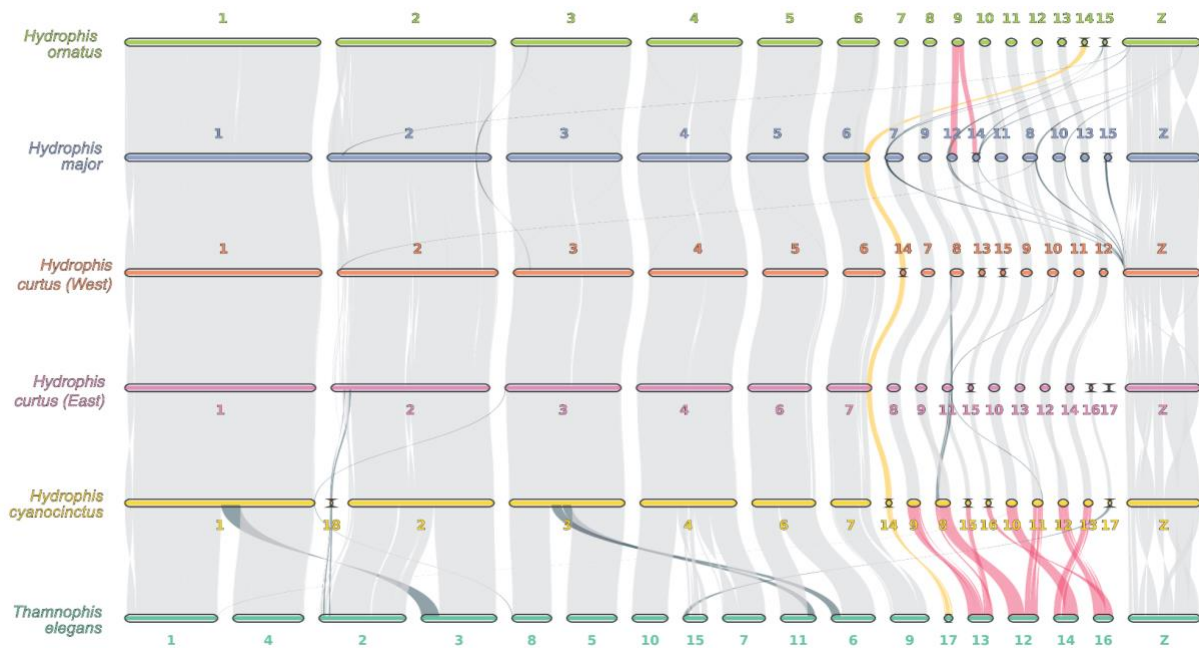 1 2 3 4 5 6 7 8 9 10 11 12 13 14 15 Z
Hydrophis
ornatus
1 2 3 4 5 6 7 9 12 14 11 8 10 13 15 Z
Hydrophis
major
1 2 3 4 5 6 14 7 8 13 15 9 10 11 12 Z
Hydrophis
curtus (West)
Hydrophis
curtus (East)
1 2 3 4 6 7 8 9 11 15 10 13 12 14 16 17 Z
Hydrophis
cyanocinctus
1 18 2 3 4 6 7 14 9 8 15 16 10 11 12 13 17 Z
Thamnophis
elegans
1 4 2 3 8 5 10 15 7 11 6 9 17 13 12 14 16 Z